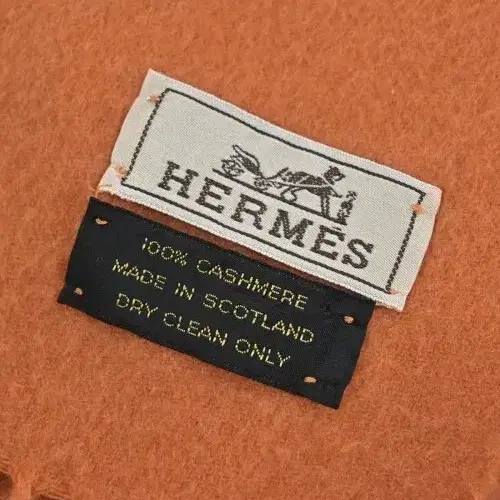 HERMÈS
100% CASHMERE
MADE IN SCOTLAND
DRY CLEAN ONLY